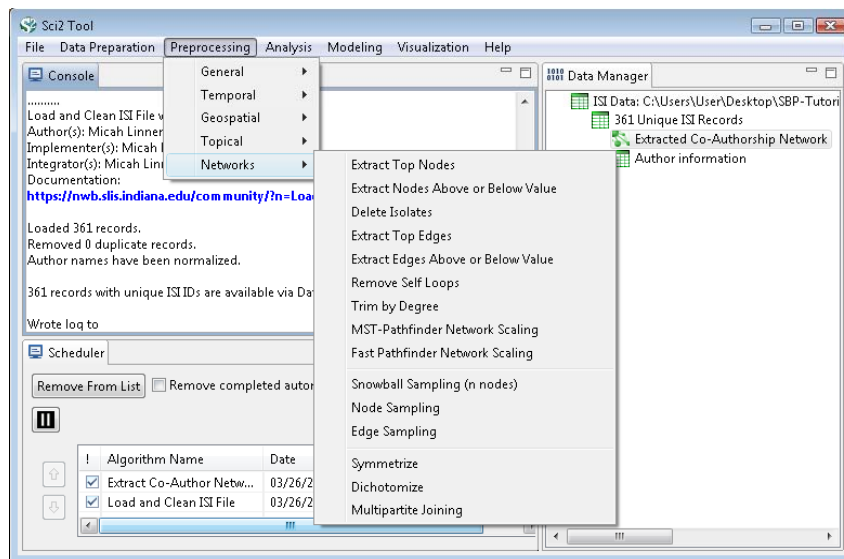 Sci2 Tool
File Data Preparation Preprocessing Analysis Modeling Visualization Help
Console
General
Temporal
Geospatial
Topical
Networks
..........
Load and Clean ISI File
Author(s): Micah Linner
Implementer(s): Micah
Integrator(s): Micah
Documentation:
https://nwb.slis.indiana.edu/community/?n=Loa
Loaded 361 records.
Removed 0 duplicate records.
Author names have been normalized.
361 records with unique ISI IDs are available via Da
Wrote log to
Extract Top Nodes
Extract Nodes Above or Below Value
Delete Isolates
Extract Top Edges
Extract Edges Above or Below Value
Remove Self Loops
Trim by Degree
MST-Pathfinder Network Scaling
Fast Pathfinder Network Scaling
Snowball Sampling (n nodes)
Node Sampling
Edge Sampling
Symmetrize
Dichotomize
Multipartite Joining
Scheduler
Remove From List Remove completed autor
! Algorithm Name Date
Extract Co-Author Netw... 03/26/2
Load and Clean ISI File 03/26/2
Data Manager
ISI Data: C:\Users\User\Desktop\SBP-Tutori
361 Unique ISI Records
Extracted Co-Authorship Network
Author information